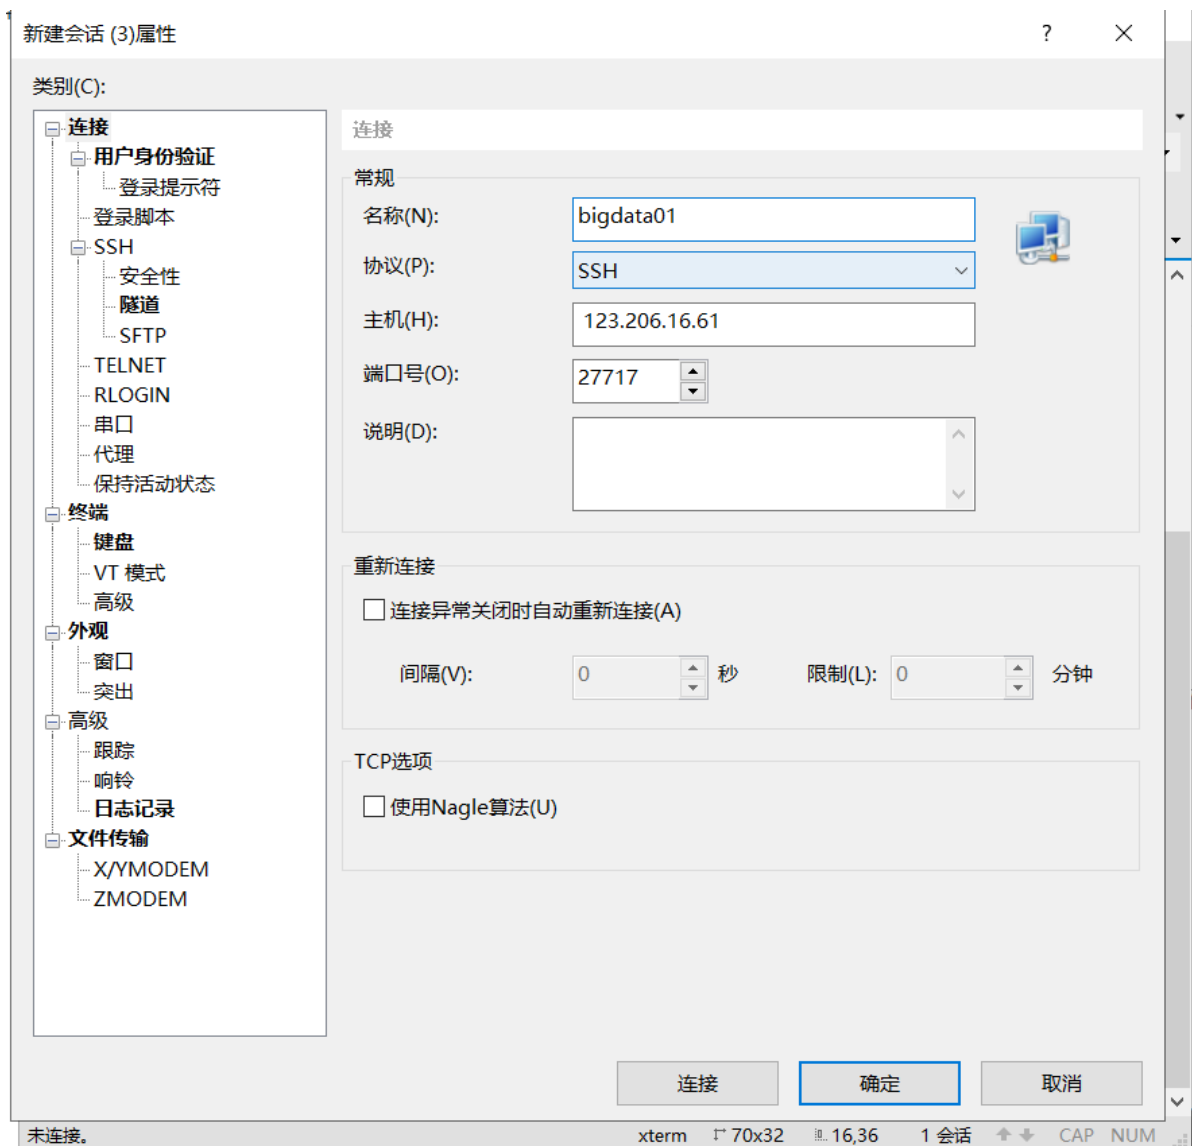 新建会话 (3)属性
?
类别(C):
连接
用户身份验证
登录提示符
登录脚本
SSH
安全性
隧道
SFTP
TELNET
RLOGIN
串口
代理
保持活动状态
终端
键盘
VT 模式
高级
外观
窗口
突出
高级
跟踪
响铃
日志记录
文件传输
X/YMODEM
ZMODEM
连接
常规
名称(N): bigdata01
协议(P): SSH
主机(H): 123.206.16.61
端口号(O): 27717
说明(D):
重新连接
连接异常关闭时自动重新连接(A)
间隔(V): 0 秒 限制(L): 0 分钟
TCP选项
使用Nagle算法(U)
连接 确定 取消
未连接。 xterm 70x32 16,36 1 会话 CAP NUM